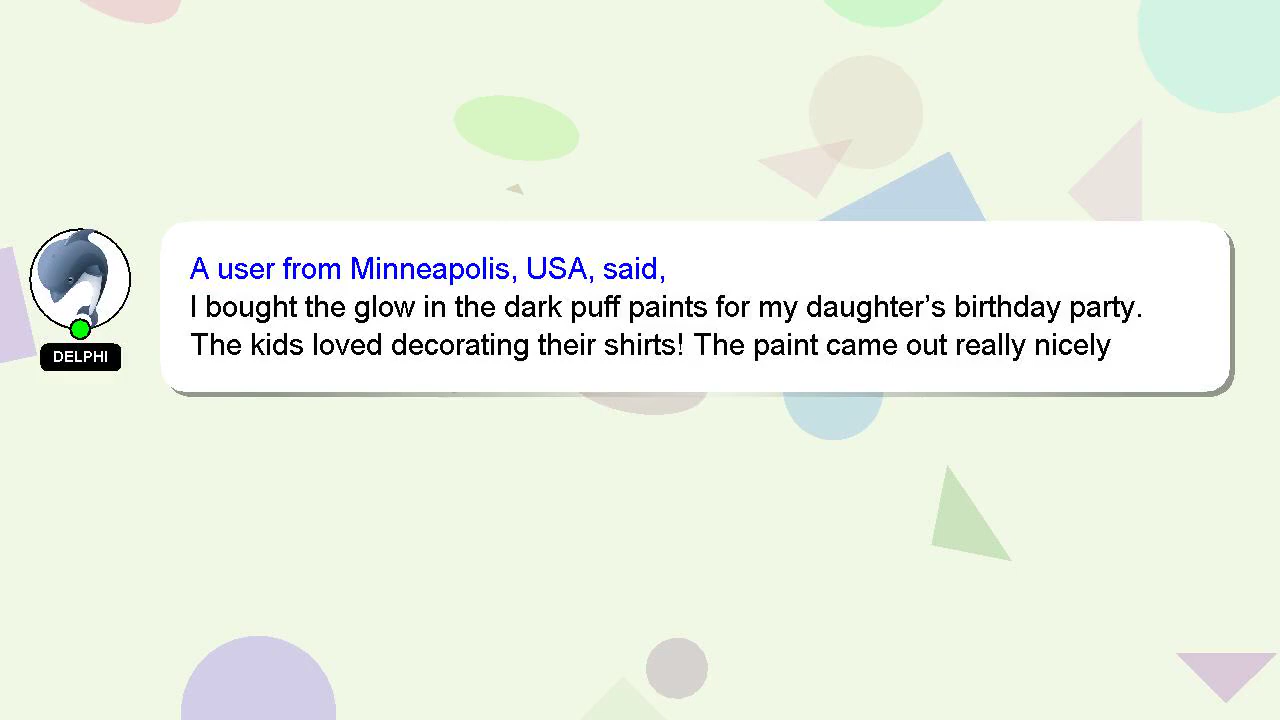 A user from Minneapolis, USA, said,
I bought the glow in the dark puff paints for my daughter’s birthday party.
The kids loved decorating their shirts! The paint came out really nicely
DELPHI